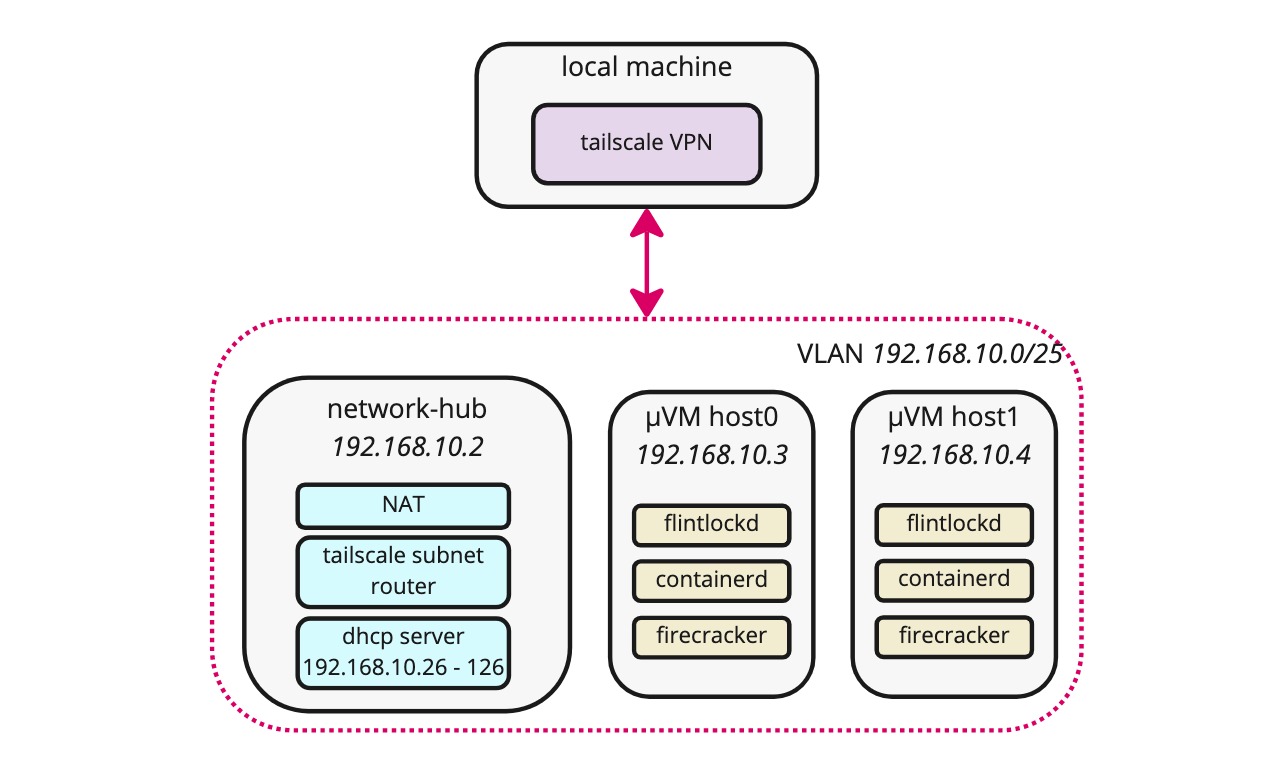 local machine
tailscale VPN
VLAN 192.168.10.0/25
network-hub
192.168.10.2
NAT
tailscale subnet
router
dhcp server
192.168.10.26 - 126
µVM host0
192.168.10.3
flintlockd
containerd
firecracker
µVM host1
192.168.10.4
flintlockd
containerd
firecracker